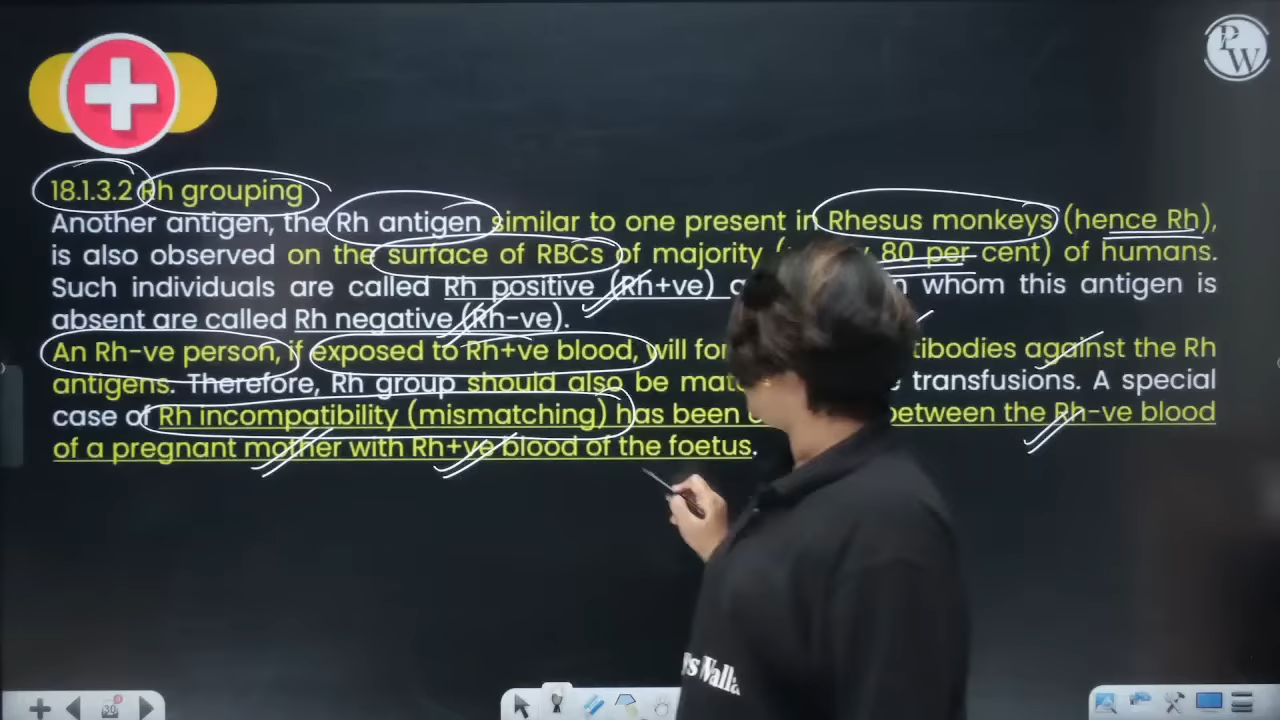 PW
18.1.3.2 Rh grouping
Another antigen, the Rh antigen similar to one present in Rhesus monkeys (hence Rh),
is also observed on the surface of RBCs of majority ( 80 per cent) of humans.
Such individuals are called Rh positive (Rh+ve) whom this antigen is
absent are called Rh negative (Rh-ve).
An Rh-ve person, if exposed to Rh+ve blood, will against the Rh
antigens. Therefore, Rh group should also be transfusions. A special
case of Rh incompatibility (mismatching) has been between the Rh-ve blood
of a pregnant mother with Rh+ve blood of the foetus.
30